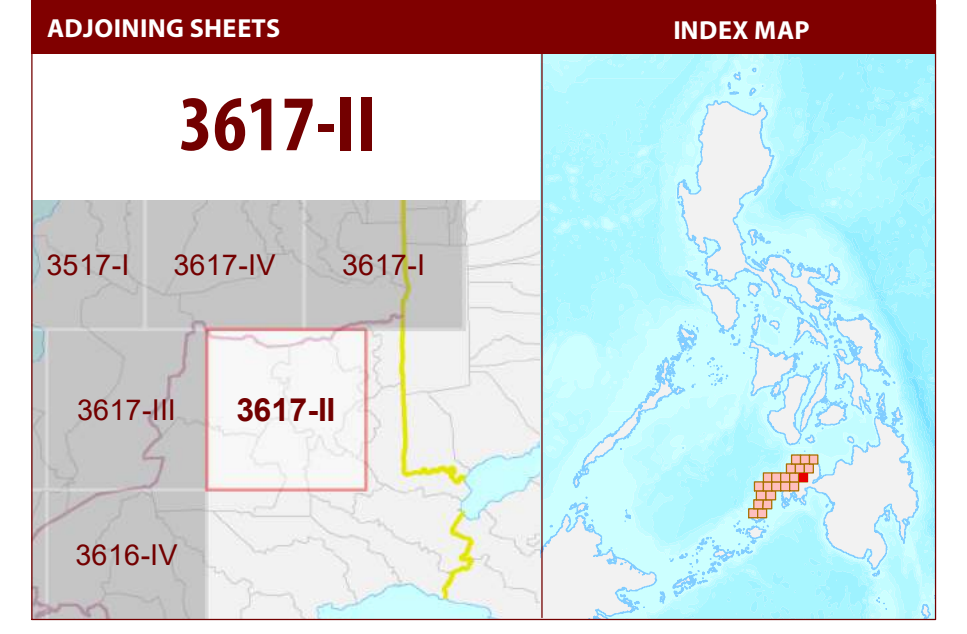 ADJOINING SHEETS
INDEX MAP
3617-II
3517-I
3617-IV
3617-I
3617-III
3617-II
3616-IV